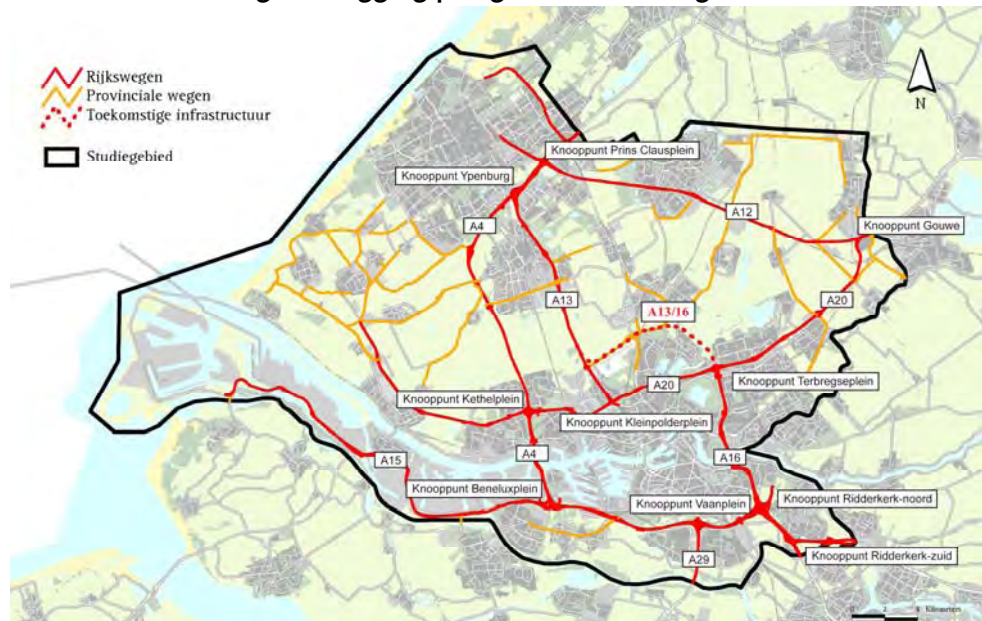 Rijkswegen
Provinciale wegen
Toekomstige infrastructuur
Studiegebied
N
Knooppunt Prins Clausplein
Knooppunt Ypenburg
A12
Knooppunt Gouwe
A4
A13
A20
A13/16
A20
Knooppunt Terbregseplein
Knooppunt Kethelplein
Knooppunt Kleinpolderplein
A4
A16
A15
Knooppunt Beneluxplein
Knooppunt Vaanplein
Knooppunt Ridderkerk-noord
Knooppunt Ridderkerk-zuid
A29
Kilometers